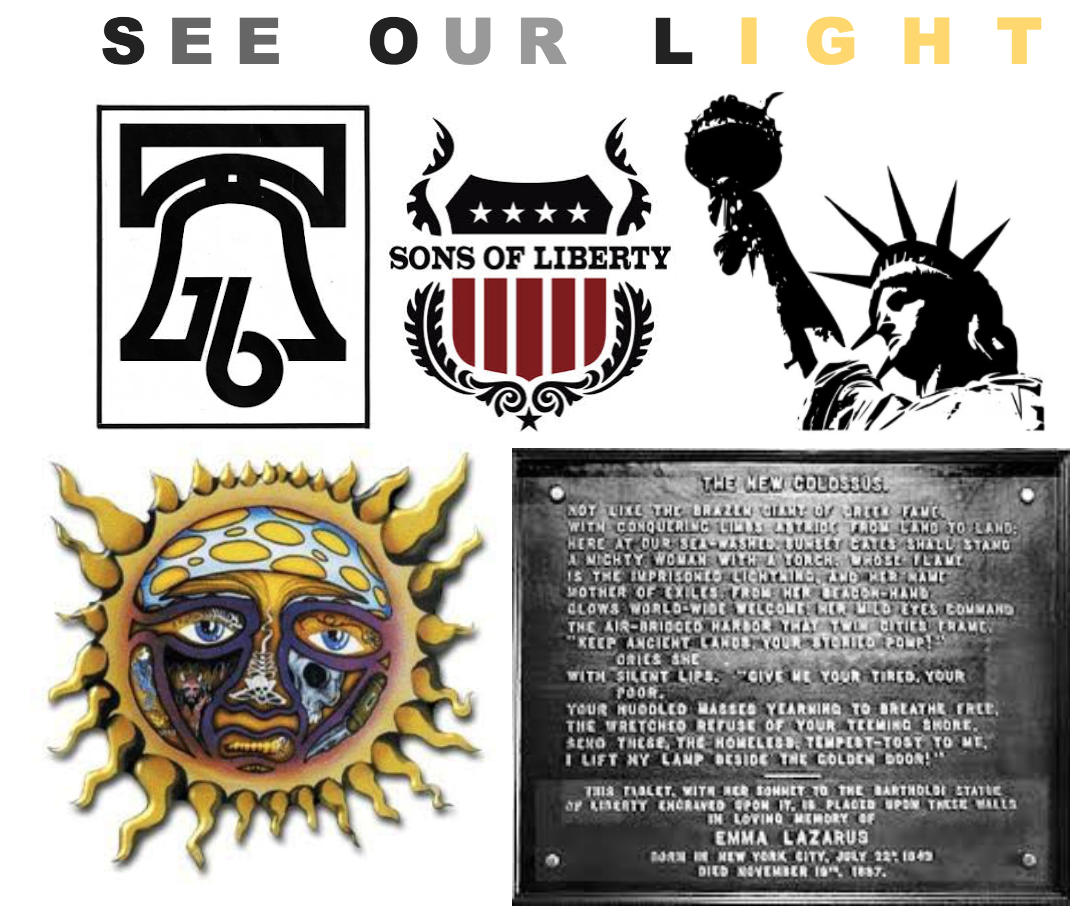 SEE OUR LIGHT
76
SONS OF LIBERTY
THE NEW COLOSSUS.
NOT LIKE THE BRAZEN GIANT OF GREEK FAME,
WITH CONQUERING LIMBS ASTRIDE FROM LAND TO LAND;
HERE AT OUR SEA-WASHED, SUNSET GATES SHALL STAND
A MIGHTY WOMAN WITH A TORCH, WHOSE FLAME
IS THE IMPRISONED LIGHTNING, AND HER NAME
MOTHER OF EXILES. FROM HER BEACON-HAND
GLOWS WORLD-WIDE WELCOME; HER MILD EYES COMMAND
THE AIR-BRIDGED HARBOR THAT TWIN CITIES FRAME.
"KEEP ANCIENT LANDS, YOUR STORIED POMP!"
CRIES SHE
WITH SILENT LIPS. "GIVE ME YOUR TIRED, YOUR
POOR,
YOUR HUDDLED MASSES YEARNING TO BREATHE FREE,
THE WRETCHED REFUSE OF YOUR TEEMING SHORE,
SEND THESE, THE HOMELESS, TEMPEST-TOST TO ME,
I LIFT MY LAMP BESIDE THE GOLDEN DOOR!"
THIS TABLET, WITH HER SONNET TO THE BARTHOLDI STATUE
OF LIBERTY ENGRAVED UPON IT, IS PLACED UPON THESE WALLS
IN LOVING MEMORY OF
EMMA LAZARUS
BORN IN NEW YORK CITY, JULY 22ᴰ, 1849
DIED NOVEMBER 19TH, 1887.